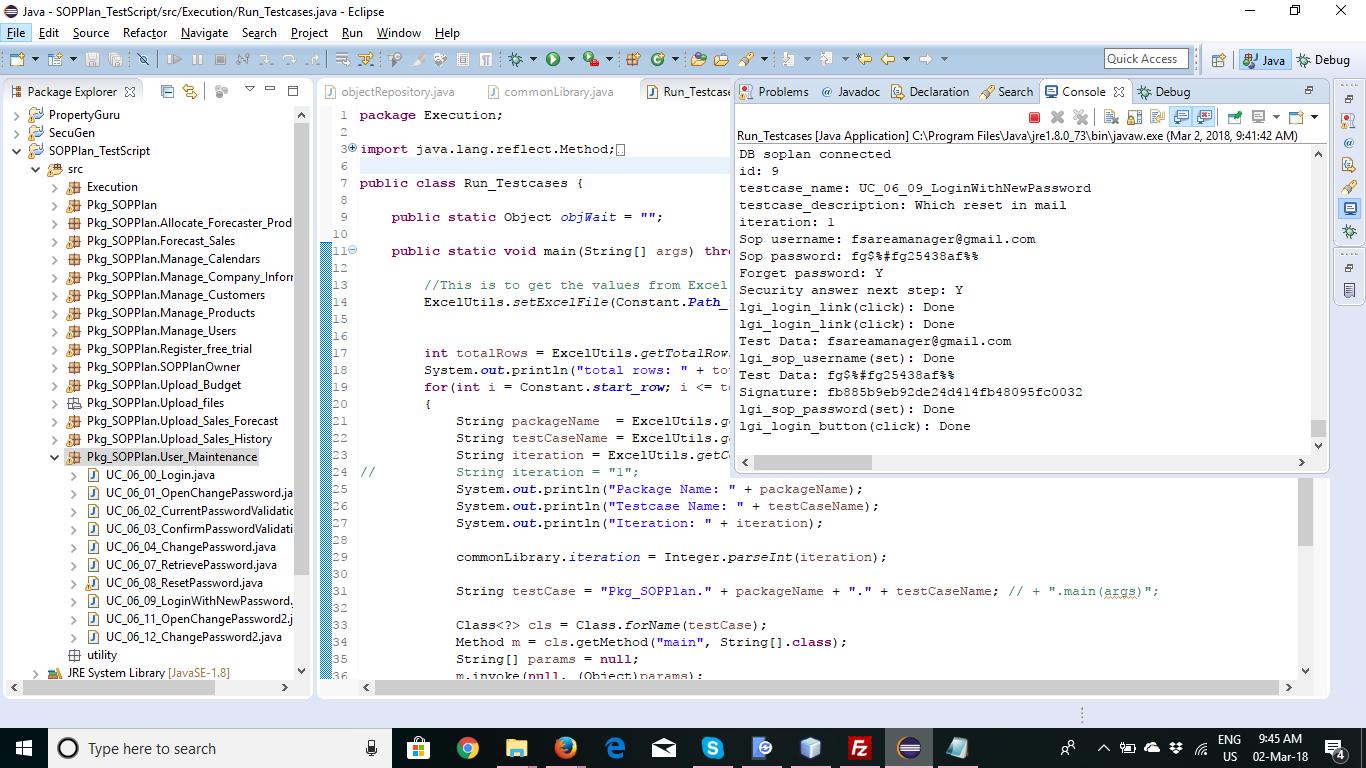 Java - SOPPlan_TestScript/src/Execution/Run_Testcases.java - Eclipse
File Edit Source Refactor Navigate Search Project Run Window Help
Quick Access
Java
Debug
Package Explorer
PropertyGuru
SecuGen
SOPPlan_TestScript
src
Execution
Pkg_SOPPlan
Pkg_SOPPlan.Allocate_Forecaster_Prod
Pkg_SOPPlan.Forecast_Sales
Pkg_SOPPlan.Manage_Calendars
Pkg_SOPPlan.Manage_Company_Infor
Pkg_SOPPlan.Manage_Customers
Pkg_SOPPlan.Manage_Products
Pkg_SOPPlan.Manage_Users
Pkg_SOPPlan.Register_free_trial
Pkg_SOPPlan.SOPPlanOwner
Pkg_SOPPlan.Upload_Budget
Pkg_SOPPlan.Upload_files
Pkg_SOPPlan.Upload_Sales_Forecast
Pkg_SOPPlan.Upload_Sales_History
Pkg_SOPPlan.User_Maintenance
UC_06_00_Login.java
UC_06_01_OpenChangePassword.ja
UC_06_02_CurrentPasswordValidatic
UC_06_03_ConfirmPasswordValidati
UC_06_04_ChangePassword.java
UC_06_07_RetrievePassword.java
UC_06_08_ResetPassword.java
UC_06_09_LoginWithNewPassword.
UC_06_11_OpenChangePassword2.j
UC_06_12_ChangePassword2.java
utility
JRE System Library [JavaSE-1.8]
objectRepository.java
commonLibrary.java
Run_Testcase
1 package Execution;
2
3 import java.lang.reflect.Method;
6
7 public class Run_Testcases {
8
9 public static Object objWait = "";
10
11 public static void main(String[] args) thro
12
13 //This is to get the values from Excel
14 ExcelUtils.setExcelFile(Constant.Path_
15
16
17 int totalRows = ExcelUtils.getTotalRow
18 System.out.println("total rows: " + to
19 for(int i = Constant.start_row; i <= to
20 {
21 String packageName = ExcelUtils.g
22 String testCaseName = ExcelUtils.g
23 String iteration = ExcelUtils.getC
24 // String iteration = "1";
25 System.out.println("Package Name: " + packageName);
26 System.out.println("Testcase Name: " + testCaseName);
27 System.out.println("Iteration: " + iteration);
28
29 commonLibrary.iteration = Integer.parseInt(iteration);
30
31 String testCase = "Pkg_SOPPlan." + packageName + "." + testCaseName; // + ".main(args)";
32
33 Class<?> cls = Class.forName(testCase);
34 Method m = cls.getMethod("main", String[].class);
35 String[] params = null;
36 m.invoke(null, (Object)params);
Problems
Javadoc
Declaration
Search
Console
Debug
Run_Testcases [Java Application] C:\Program Files\Java\jre1.8.0_73\bin\javaw.exe (Mar 2, 2018, 9:41:42 AM)
DB soplan connected
id: 9
testcase_name: UC_06_09_LoginWithNewPassword
testcase_description: Which reset in mail
iteration: 1
Sop username: fsareamanager@gmail.com
Sop password: fg$%#fg25438af%%
Forget password: Y
Security answer next step: Y
lgi_login_link(click): Done
lgi_login_link(click): Done
Test Data: fsareamanager@gmail.com
lgi_sop_username(set): Done
Test Data: fg$%#fg25438af%%
Signature: fb885b9eb92de24d414fb48095fc0032
lgi_sop_password(set): Done
lgi_login_button(click): Done
Type here to search
ENG
US
9:45 AM
02-Mar-18
4